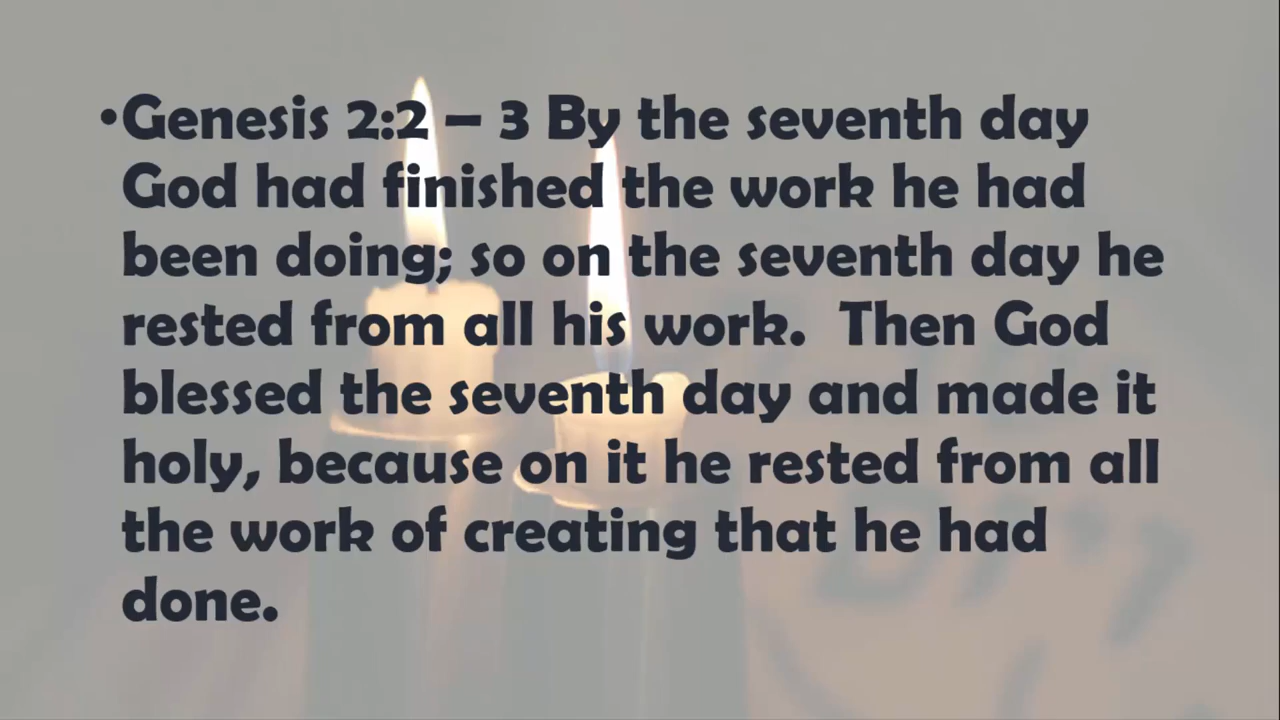 •Genesis 2:2 – 3 By the seventh day
God had finished the work he had
been doing; so on the seventh day he
rested from all his work.  Then God
blessed the seventh day and made it
holy, because on it he rested from all
the work of creating that he had
done.